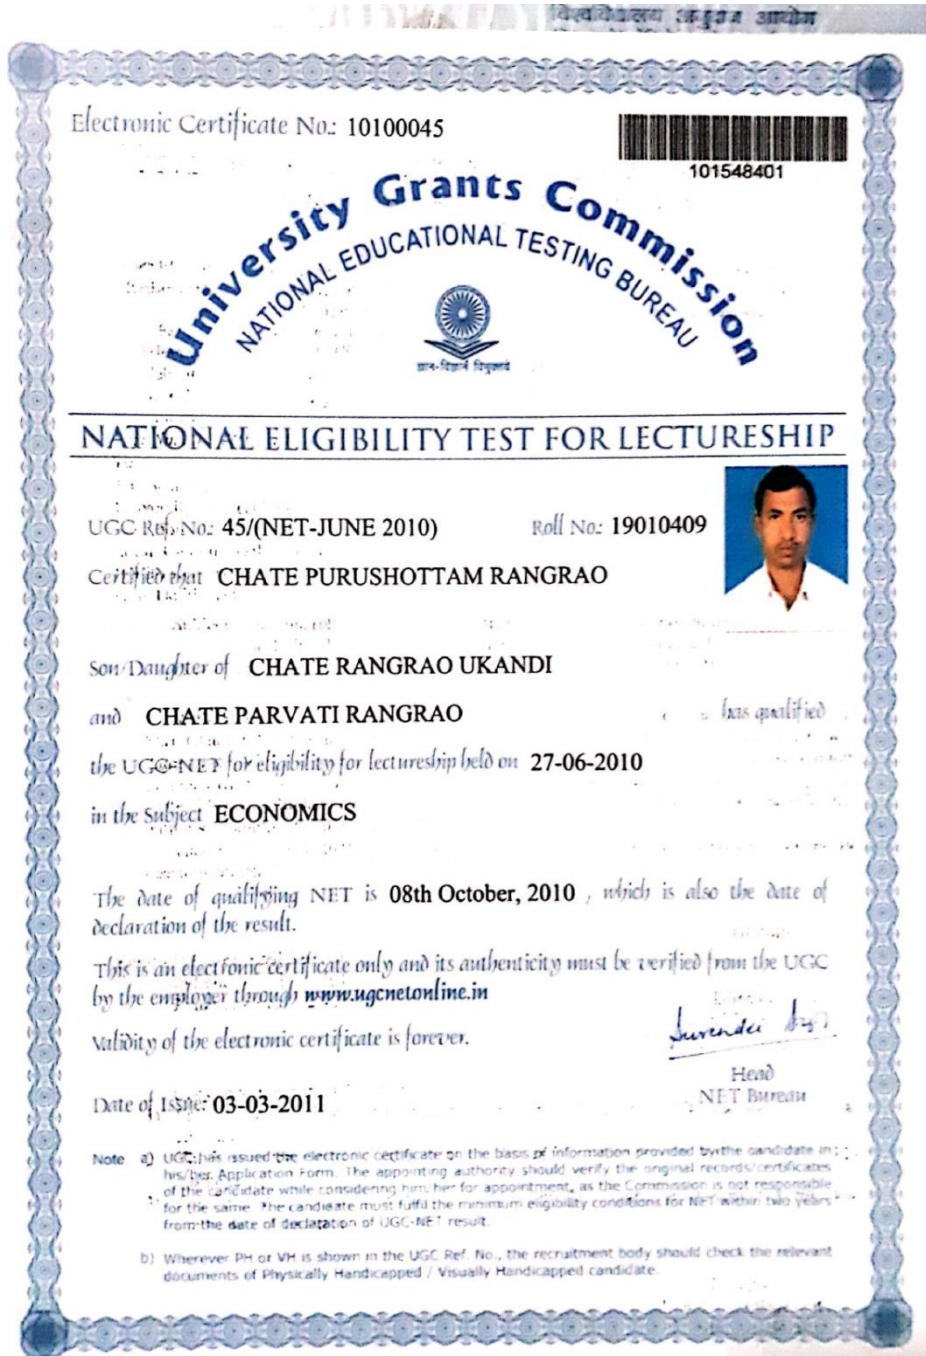 विश्वविद्यालय अनुदान आयोग
Electronic Certificate No.: 10100045
101548401
University Grants Commission
NATIONAL EDUCATIONAL TESTING BUREAU
ज्ञान-विज्ञानं विमुक्तये
NATIONAL ELIGIBILITY TEST FOR LECTURESHIP
UGC Ref. No.: 45/(NET-JUNE 2010) Roll No.: 19010409
Certified that CHATE PURUSHOTTAM RANGRAO
Son/Daughter of CHATE RANGRAO UKANDI
and CHATE PARVATI RANGRAO has qualified
the UGC-NET for eligibility for lectureship held on 27-06-2010
in the Subject ECONOMICS
The date of qualifying NET is 08th October, 2010 , which is also the date of
declaration of the result.
This is an electronic certificate only and its authenticity must be verified from the UGC
by the employer through www.ugcnetonline.in
Validity of the electronic certificate is forever.
Head
NET Bureau
Date of Issue: 03-03-2011
Note a) UGC has issued the electronic certificate on the basis of information provided by the candidate in
his/her Application Form. The appointing authority should verify the original records/certificates
of the candidate while considering him/her for appointment, as the Commission is not responsible
for the same. The candidate must fulfil the minimum eligibility conditions for NET within two years
from the date of declatation of UGC-NET result.
b) Wherever PH or VH is shown in the UGC Ref. No., the recruitment body should check the relevant
documents of Physically Handicapped / Visually Handicapped candidate.